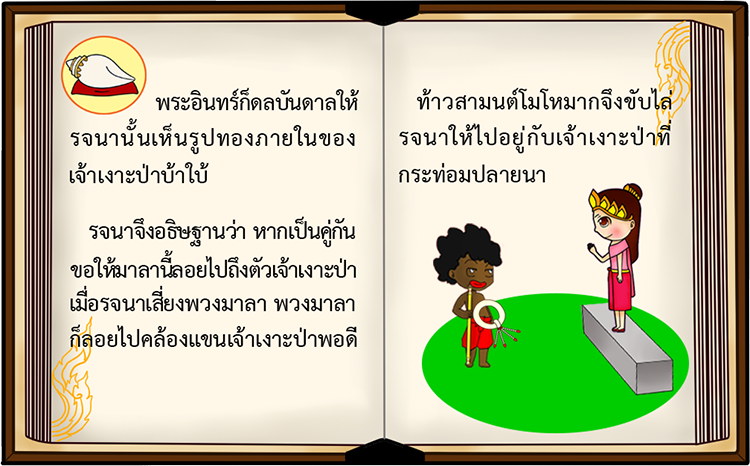 พระอินทร์ก็ดลบันดาลให้
รจนานั้นเห็นรูปทองภายในของ
เจ้าเงาะป่าบ้าใบ้
รจนาจึงอธิษฐานว่า หากเป็นคู่กัน
ขอให้มาลานี้ลอยไปถึงตัวเจ้าเงาะป่า
เมื่อรจนาเสี่ยงพวงมาลา พวงมาลา
ก็ลอยไปคล้องแขนเจ้าเงาะป่าพอดี
ท้าวสามนต์โมโหมากจึงขับไล่
รจนาให้ไปอยู่กับเจ้าเงาะป่าที่
กระท่อมปลายนา